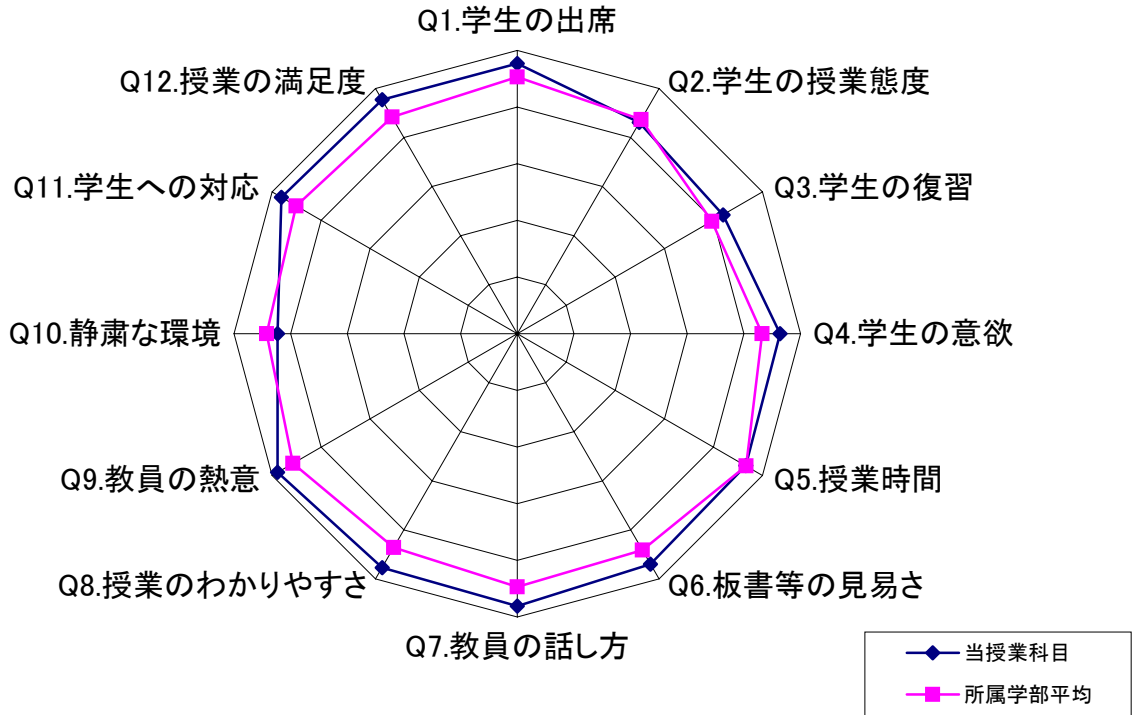 Q1.学生の出席
Q2.学生の授業態度
Q3.学生の復習
Q4.学生の意欲
Q5.授業時間
Q6.板書等の見易さ
Q7.教員の話し方
Q8.授業のわかりやすさ
Q9.教員の熱意
Q10.静粛な環境
Q11.学生への対応
Q12.授業の満足度
当授業科目
所属学部平均